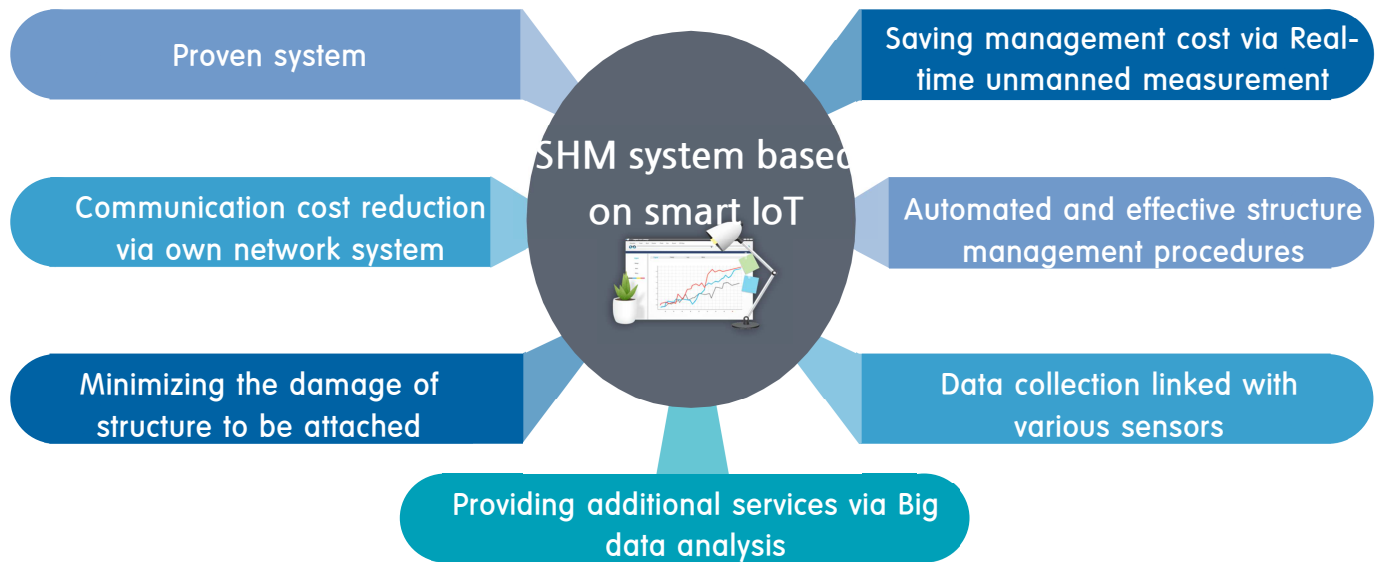 Proven system
Saving management cost via Real-
time unmanned measurement
SHM system based
on smart IoT
Communication cost reduction
via own network system
Automated and effective structure
management procedures
Minimizing the damage of
structure to be attached
Data collection linked with
various sensors
Providing additional services via Big
data analysis